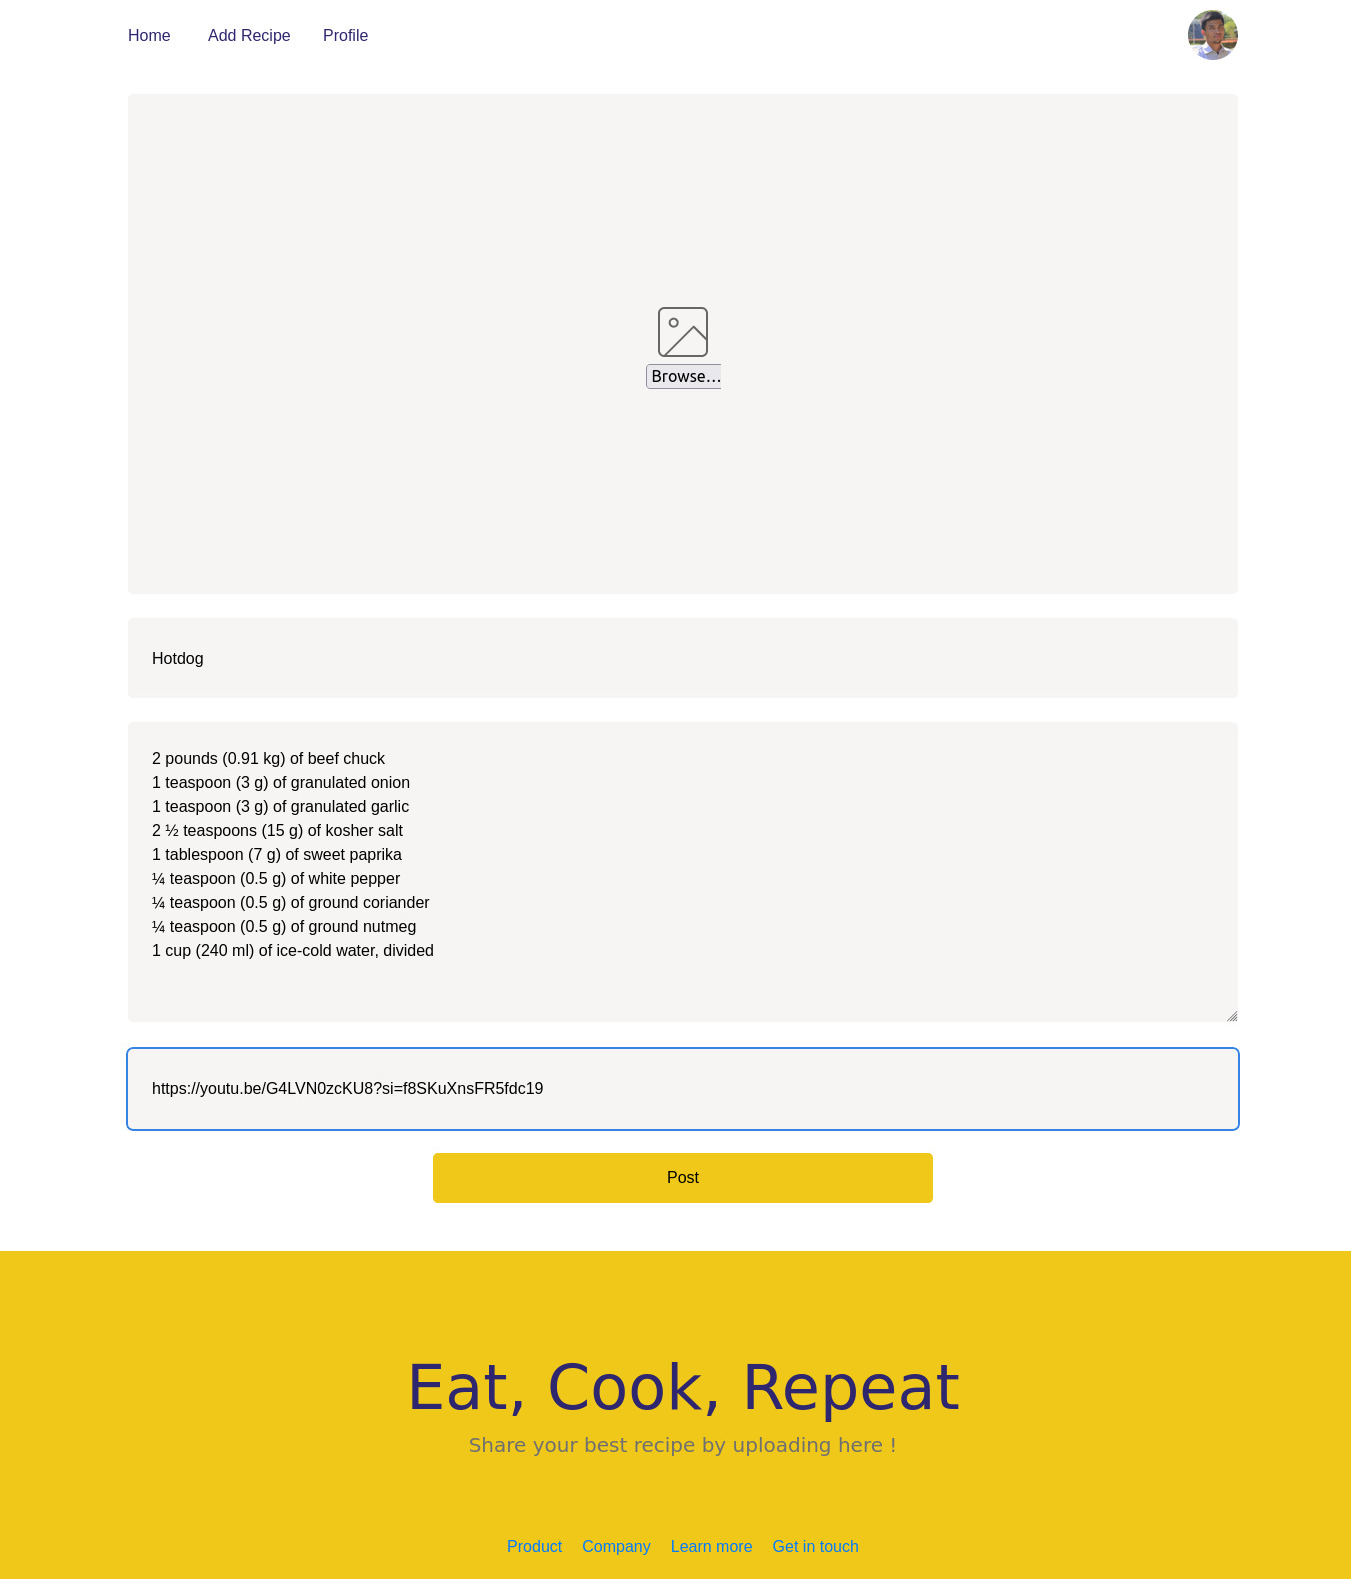 Home Add Recipe Profile
Browse...
Hotdog
2 pounds (0.91 kg) of beef chuck
1 teaspoon (3 g) of granulated onion
1 teaspoon (3 g) of granulated garlic
2 ½ teaspoons (15 g) of kosher salt
1 tablespoon (7 g) of sweet paprika
¼ teaspoon (0.5 g) of white pepper
¼ teaspoon (0.5 g) of ground coriander
¼ teaspoon (0.5 g) of ground nutmeg
1 cup (240 ml) of ice-cold water, divided
https://youtu.be/G4LVN0zcKU8?si=f8SKuXnsFR5fdc19
Post
Eat, Cook, Repeat
Share your best recipe by uploading here !
Product Company Learn more Get in touch